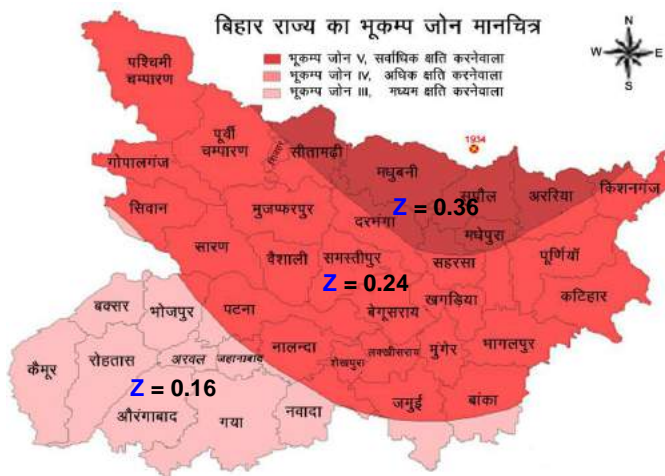 बिहार राज्य का भूकम्प जोन मानचित्र
N
W E
S
भूकम्प जोन V, सर्वाधिक क्षति करनेवाला
भूकम्प जोन IV, अधिक क्षति करनेवाला
भूकम्प जोन III, मध्यम क्षति करनेवाला
पश्चिमी
चम्पारण
1934
पूर्वी
चम्पारण
शिवहर
सीतामढ़ी
मधुबनी
सुपौल
अररिया
किशनगंज
गोपालगंज
सिवान
मुजफ्फरपुर
दरभंगा
Z = 0.36
मधेपुरा
सारण
वैशाली
समस्तीपुर
सहरसा
पूर्णियाँ
Z = 0.24
बेगूसराय
खगड़िया
कटिहार
बक्सर
भोजपुर
पटना
नालन्दा
शेखपुरा
लक्खीसराय
मुंगेर
भागलपुर
कैमूर
रोहतास
अरवल
जहानाबाद
Z = 0.16
औरंगाबाद
गया
नवादा
जमुई
बांका